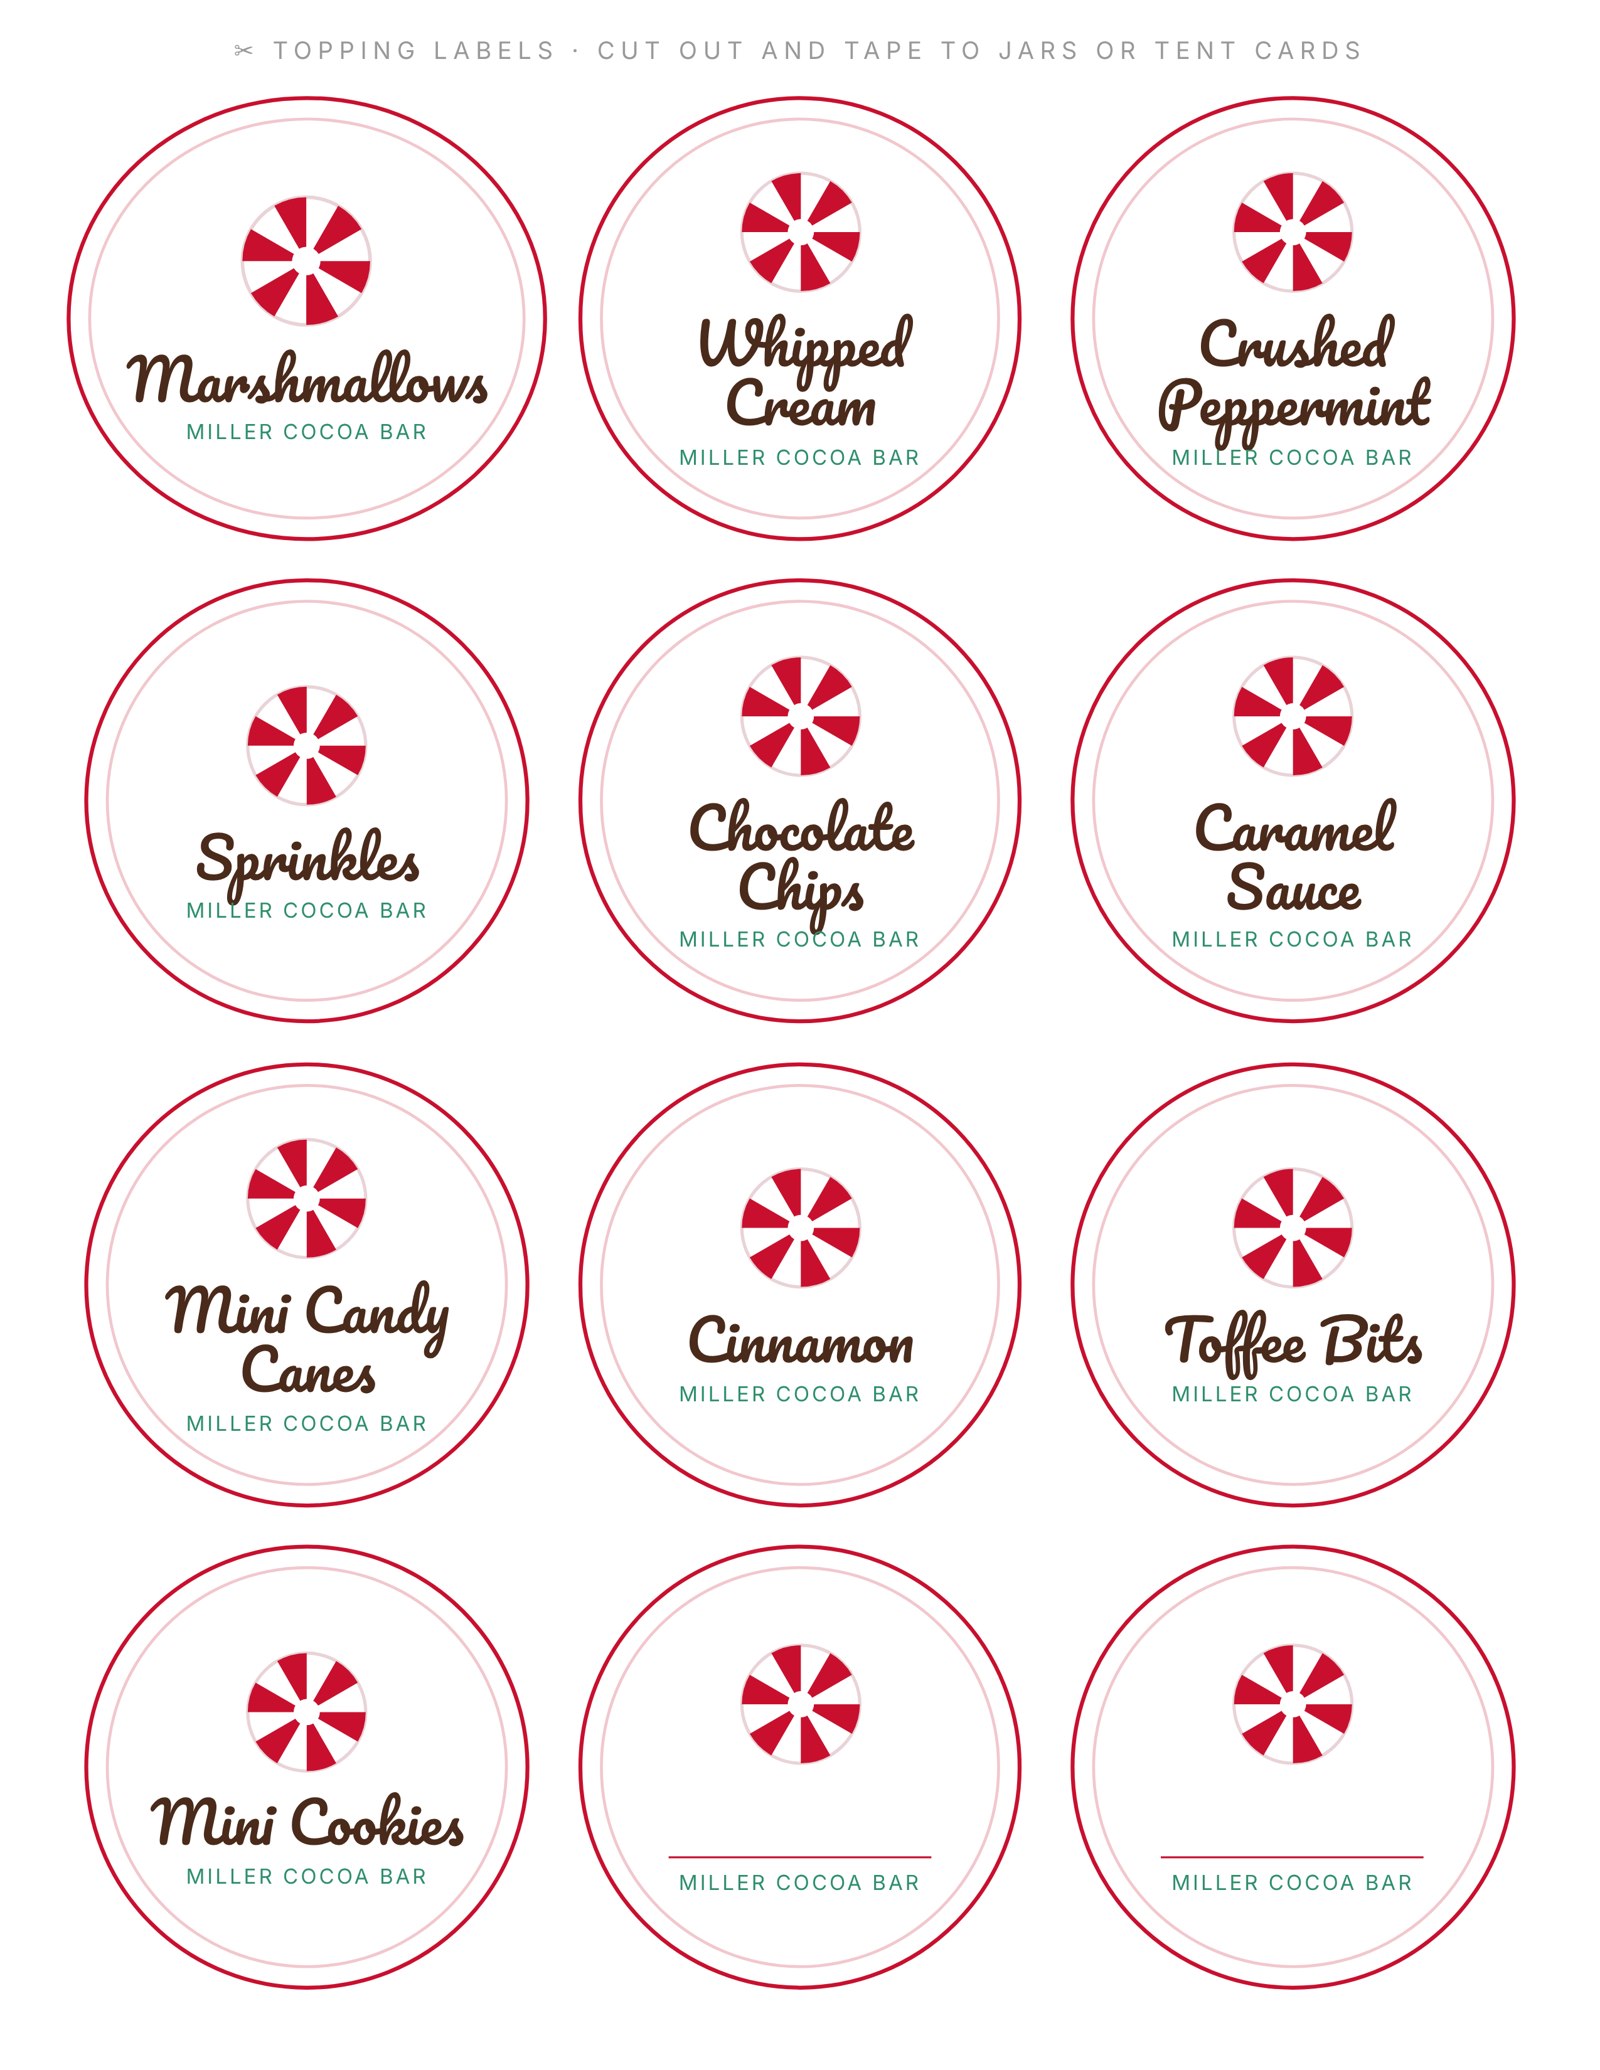 ✂ TOPPING LABELS · CUT OUT AND TAPE TO JARS OR TENT CARDS
Marshmallows
MILLER COCOA BAR
Whipped
Cream
MILLER COCOA BAR
Crushed
Peppermint
MILLER COCOA BAR
Sprinkles
MILLER COCOA BAR
Chocolate
Chips
MILLER COCOA BAR
Caramel
Sauce
MILLER COCOA BAR
Mini Candy
Canes
MILLER COCOA BAR
Cinnamon
MILLER COCOA BAR
Toffee Bits
MILLER COCOA BAR
Mini Cookies
MILLER COCOA BAR
MILLER COCOA BAR
MILLER COCOA BAR